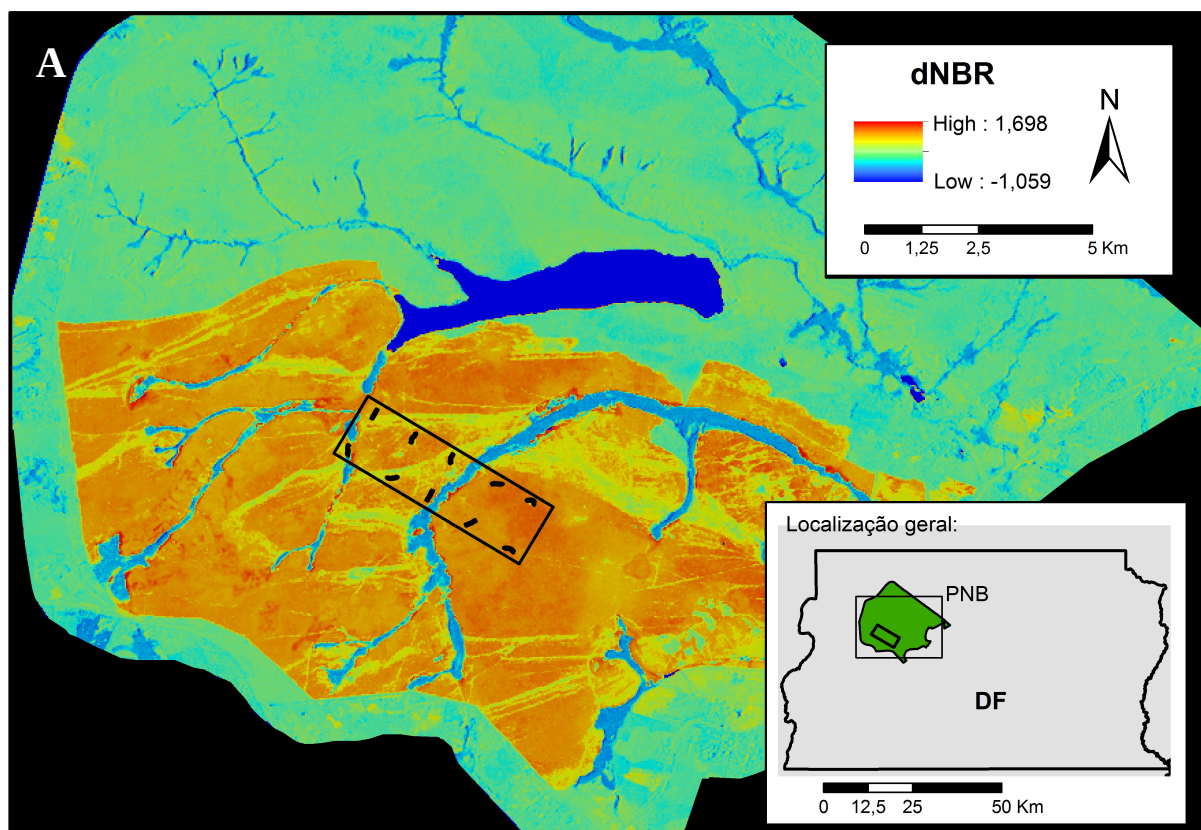 A
dNBR
High : 1,698
Low : -1,059
N
0 1,25 2,5 5 Km
Localização geral:
PNB
DF
0 12,5 25 50 Km